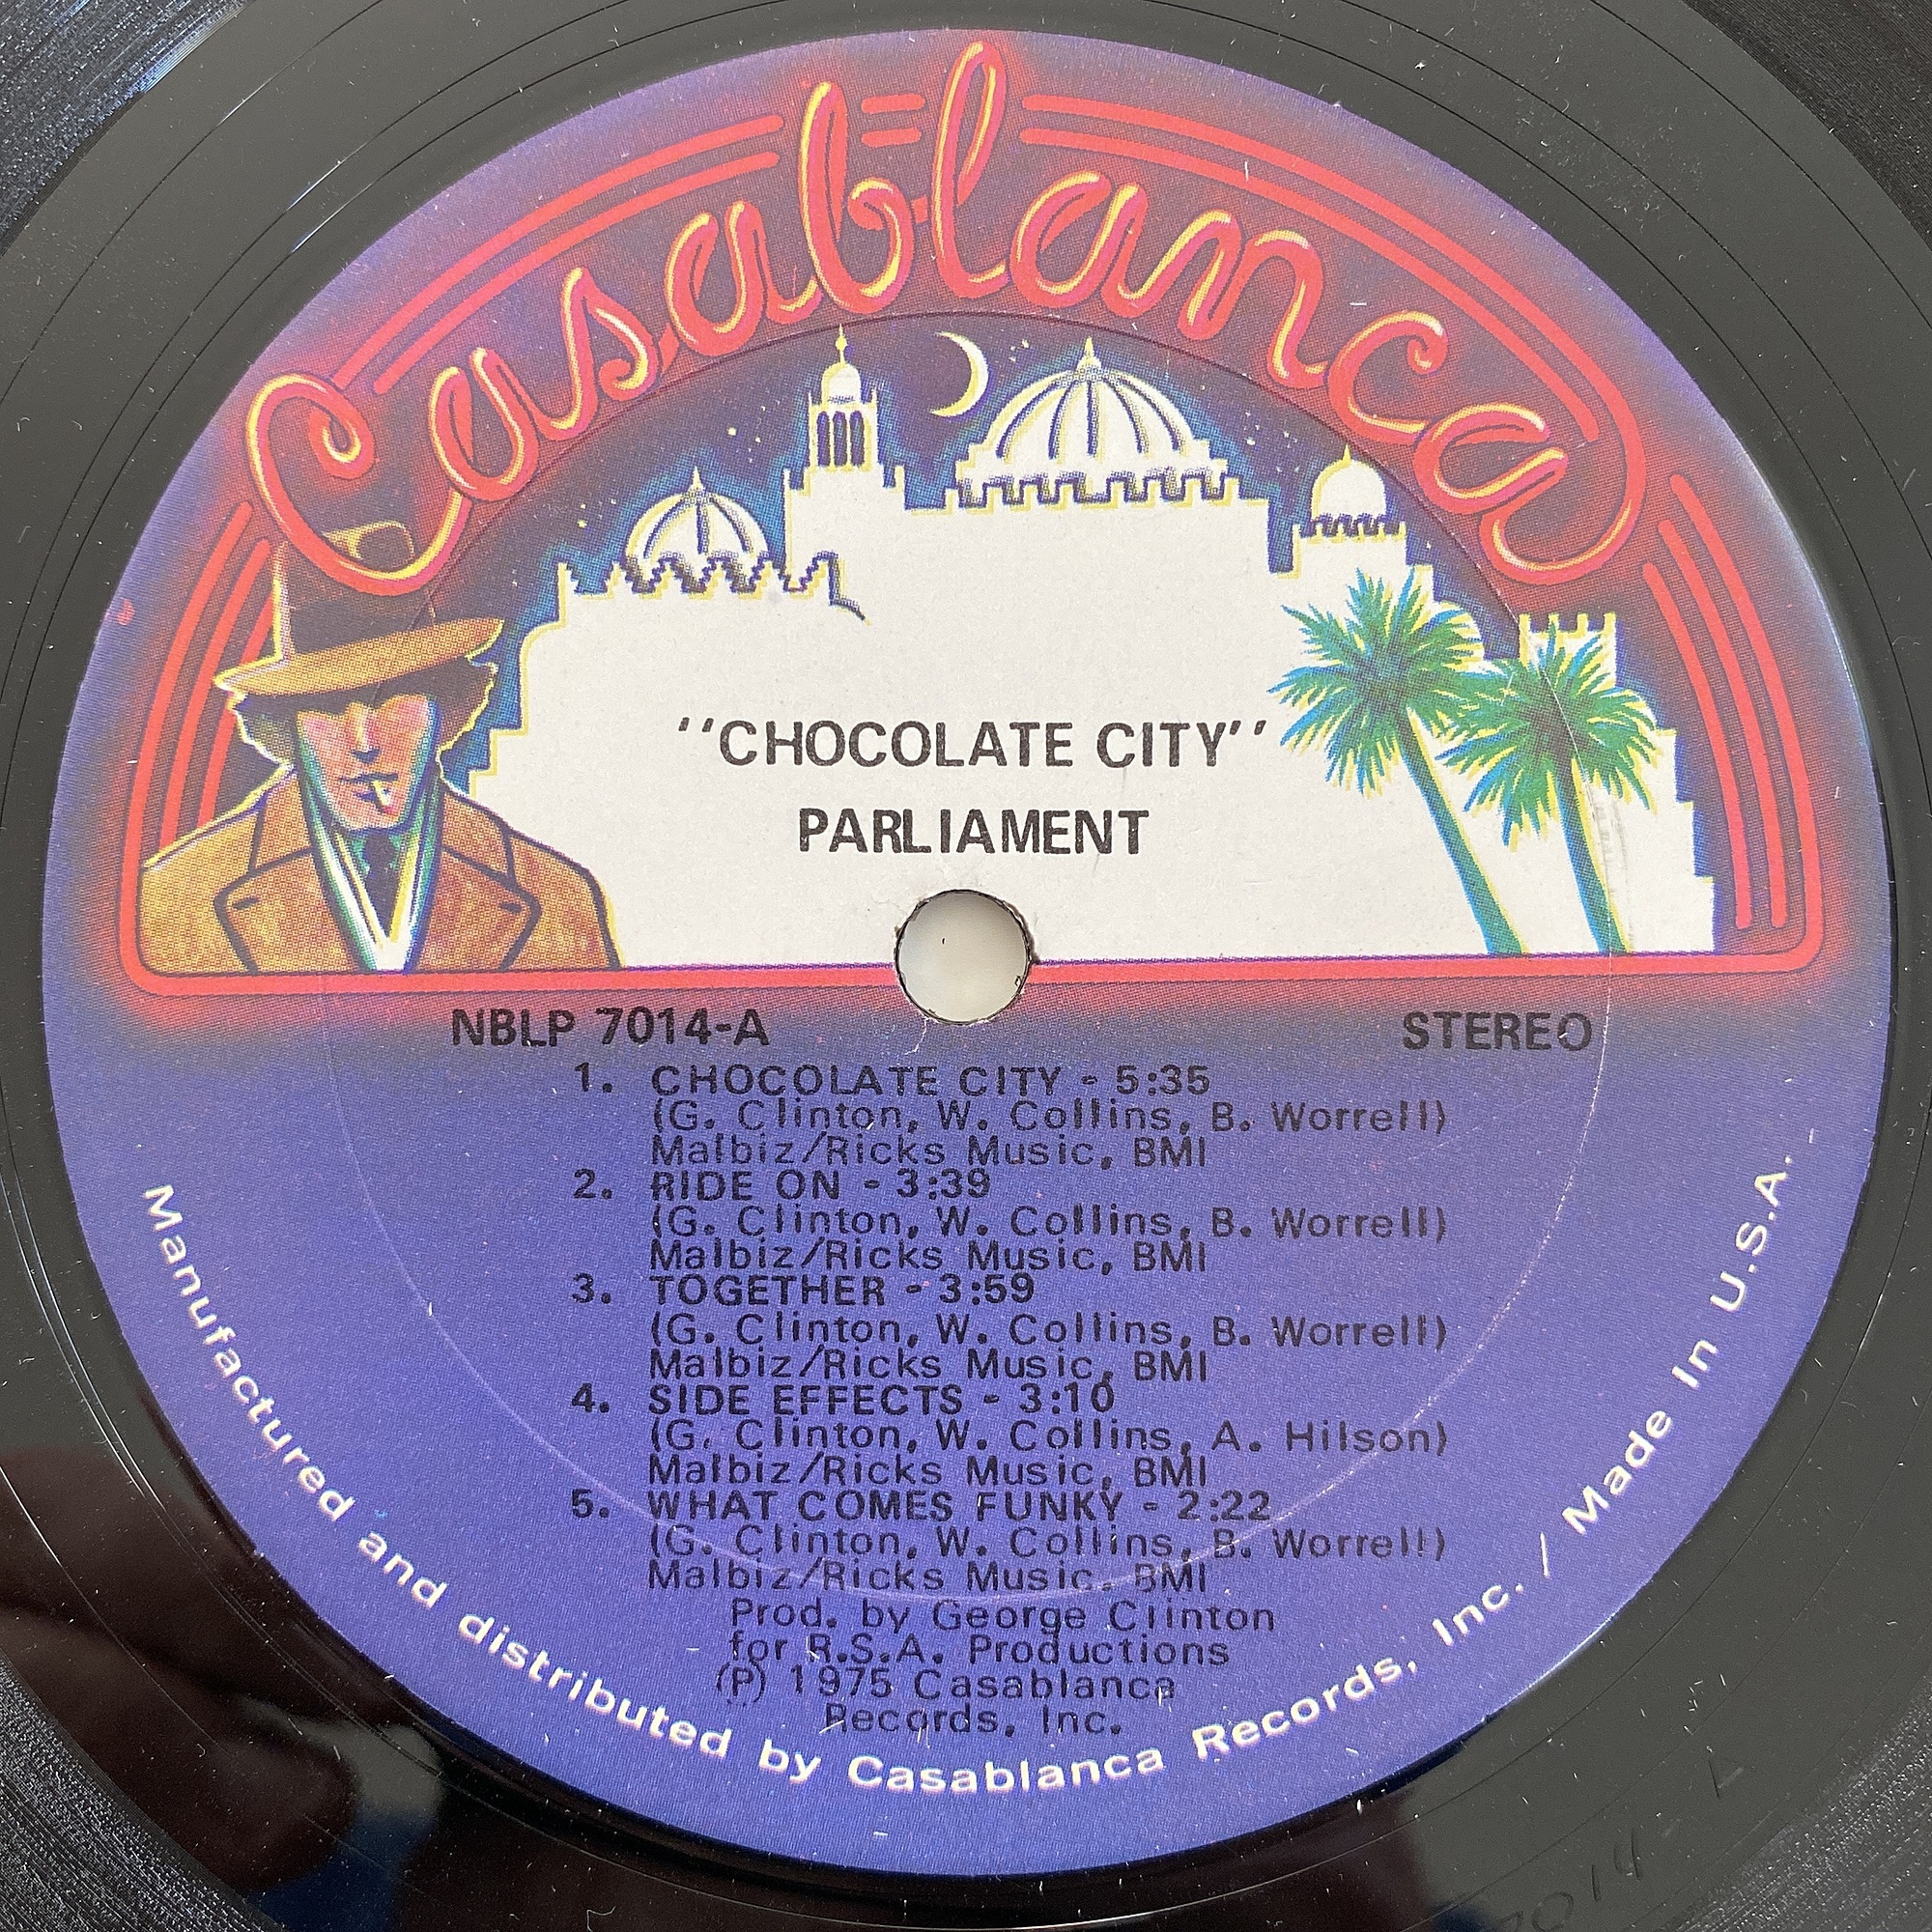 Casablanca
''CHOCOLATE CITY''
PARLIAMENT
NBLP 7014-A
STEREO
1. CHOCOLATE CITY - 5:35
(G. Clinton, W. Collins, B. Worrell)
Malbiz/Ricks Music, BMI
2. RIDE ON - 3:39
(G. Clinton, W. Collins, B. Worrell)
Malbiz/Ricks Music, BMI
3. TOGETHER - 3:59
(G. Clinton, W. Collins, B. Worrell)
Malbiz/Ricks Music, BMI
4. SIDE EFFECTS - 3:10
(G. Clinton, W. Collins, A. Hilson)
Malbiz/Ricks Music, BMI
5. WHAT COMES FUNKY - 2:22
(G. Clinton, W. Collins, B. Worrell)
Malbiz/Ricks Music, BMI
Prod. by George Clinton
for R.S.A. Productions
(P) 1975 Casablanca
Records, Inc.
Manufactured and distributed by Casablanca Records, Inc. / Made In U.S.A.